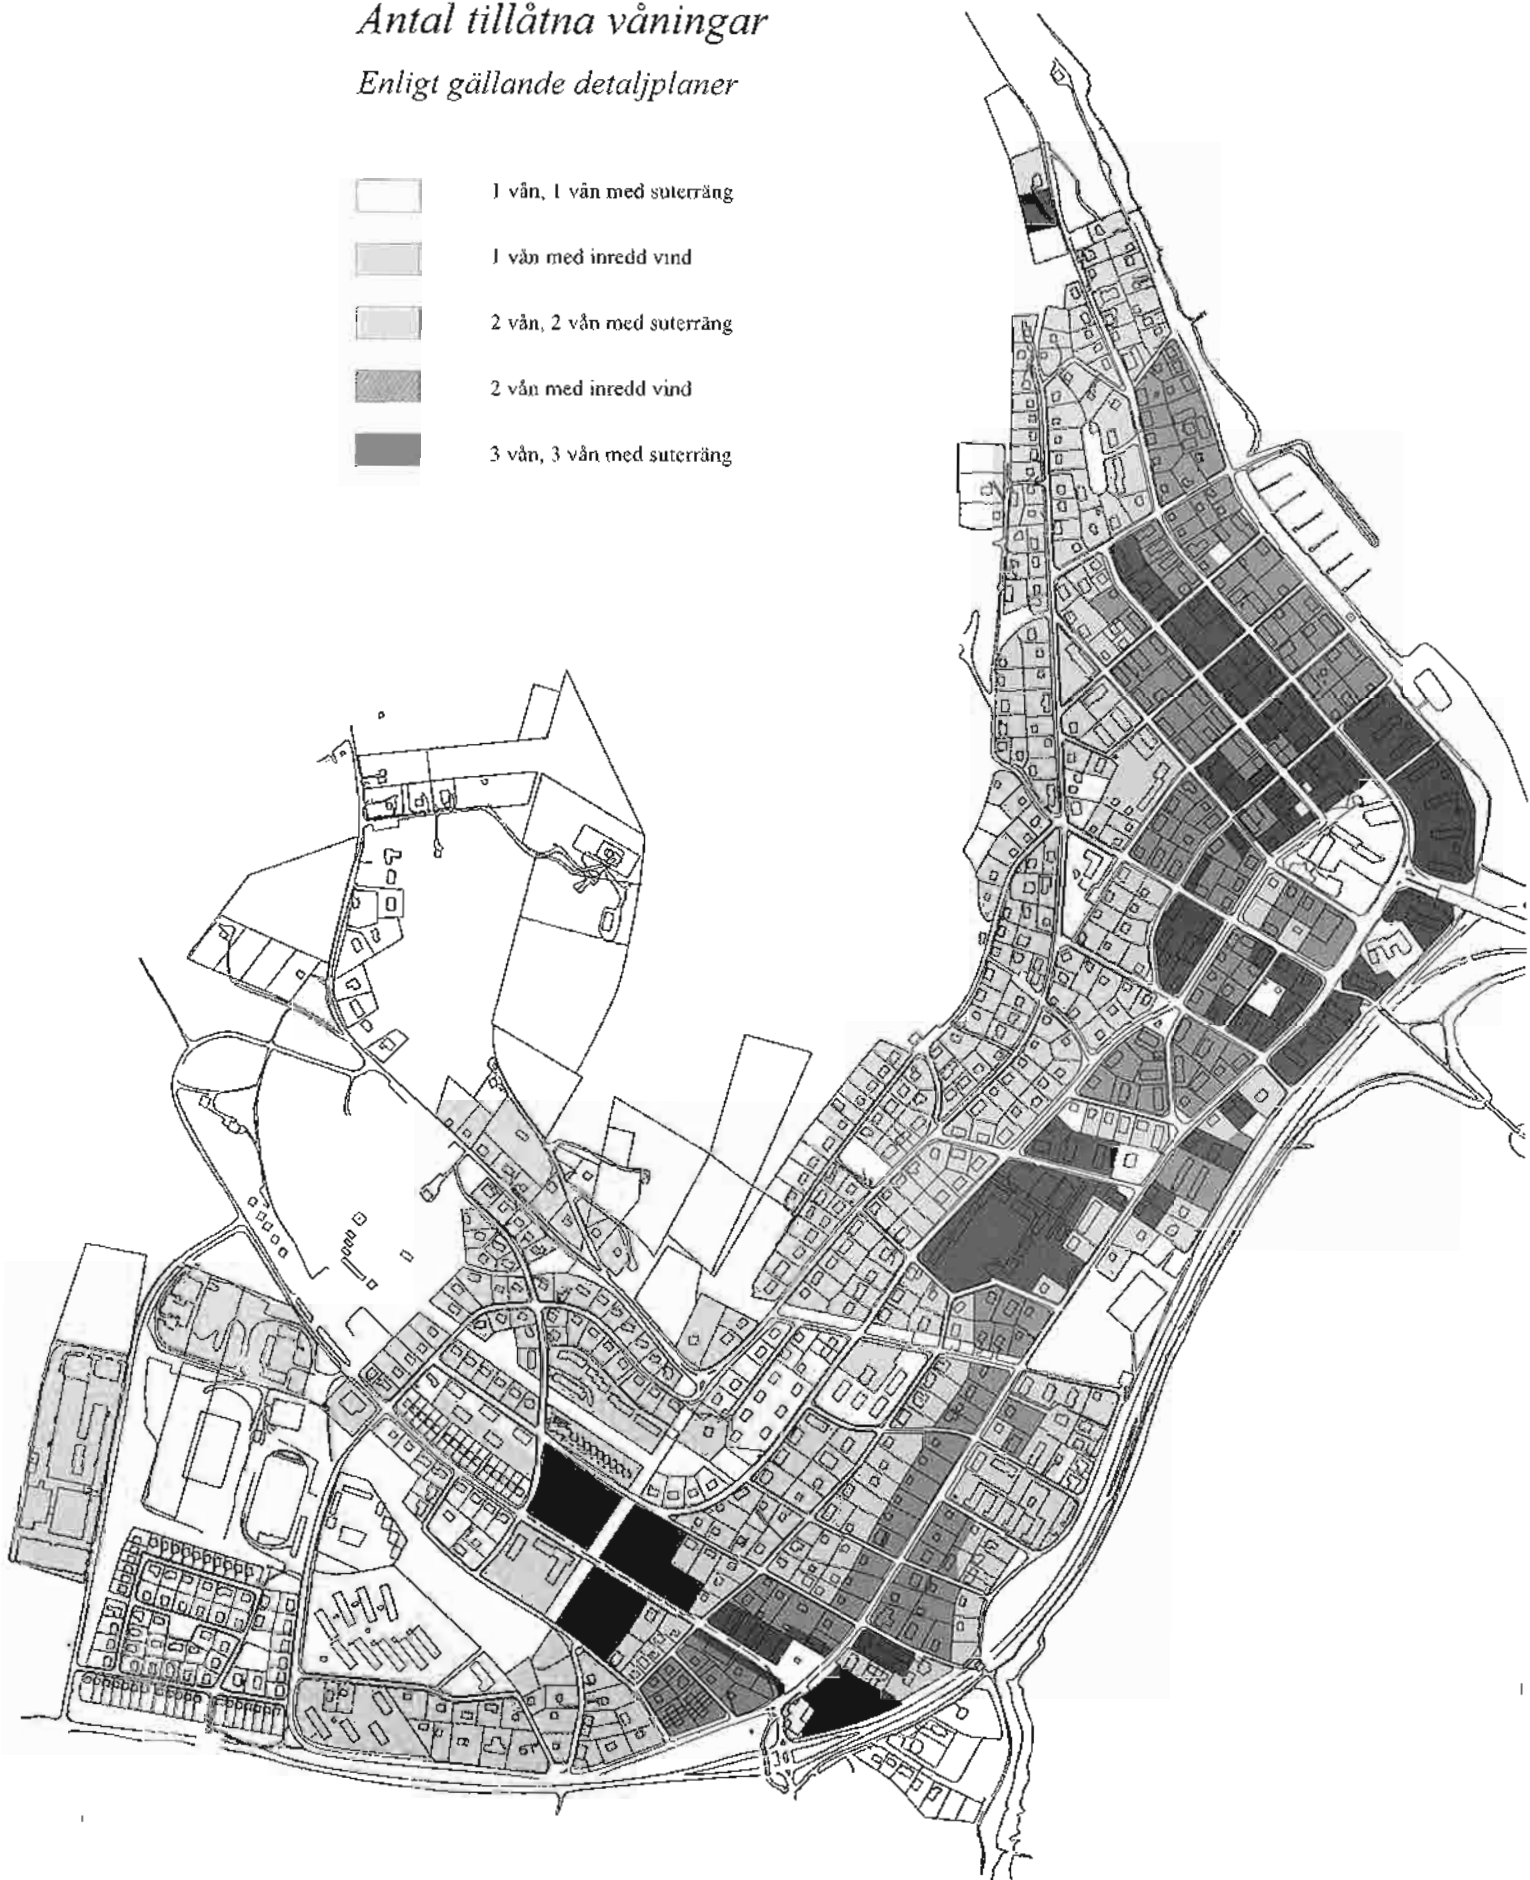 Antal tillåtna våningar
Enligt gällande detaljplaner
1 vån, 1 vån med suterräng
1 vån med inredd vind
2 vån, 2 vån med suterräng
2 vån med inredd vind
3 vån, 3 vån med suterräng